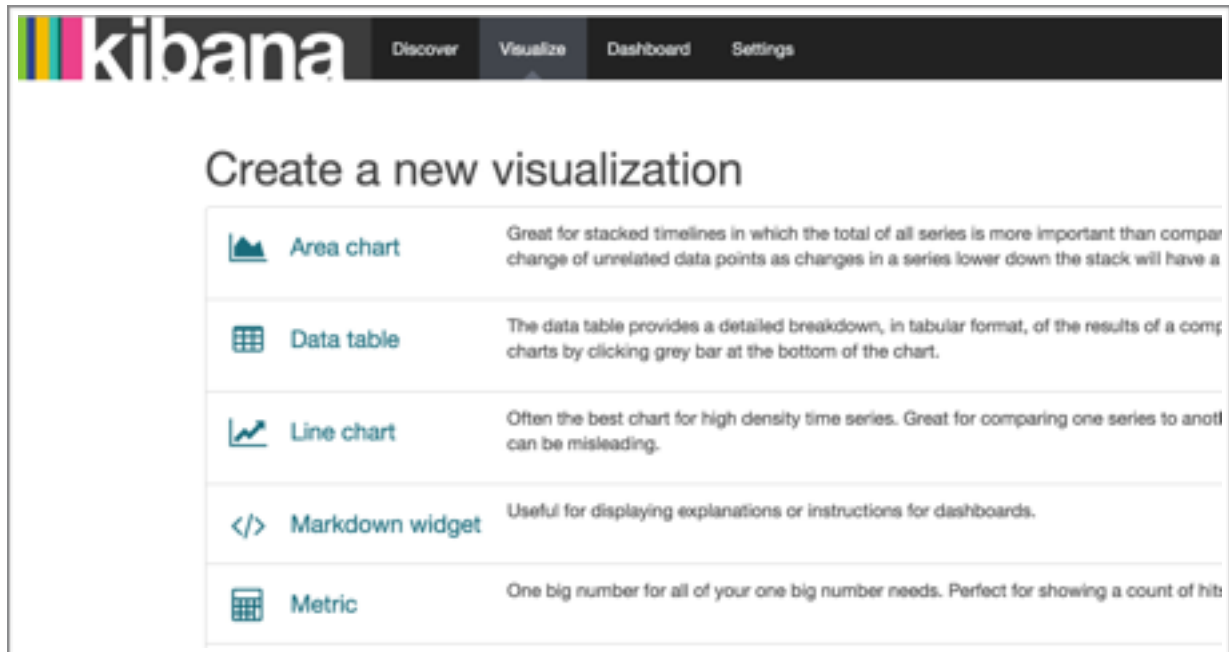 kibana
Discover Visualize Dashboard Settings
Create a new visualization
Area chart
Great for stacked timelines in which the total of all series is more important than compar
change of unrelated data points as changes in a series lower down the stack will have a
Data table
The data table provides a detailed breakdown, in tabular format, of the results of a comp
charts by clicking grey bar at the bottom of the chart.
Line chart
Often the best chart for high density time series. Great for comparing one series to anoth
can be misleading.
</> Markdown widget
Useful for displaying explanations or instructions for dashboards.
Metric
One big number for all of your one big number needs. Perfect for showing a count of hits